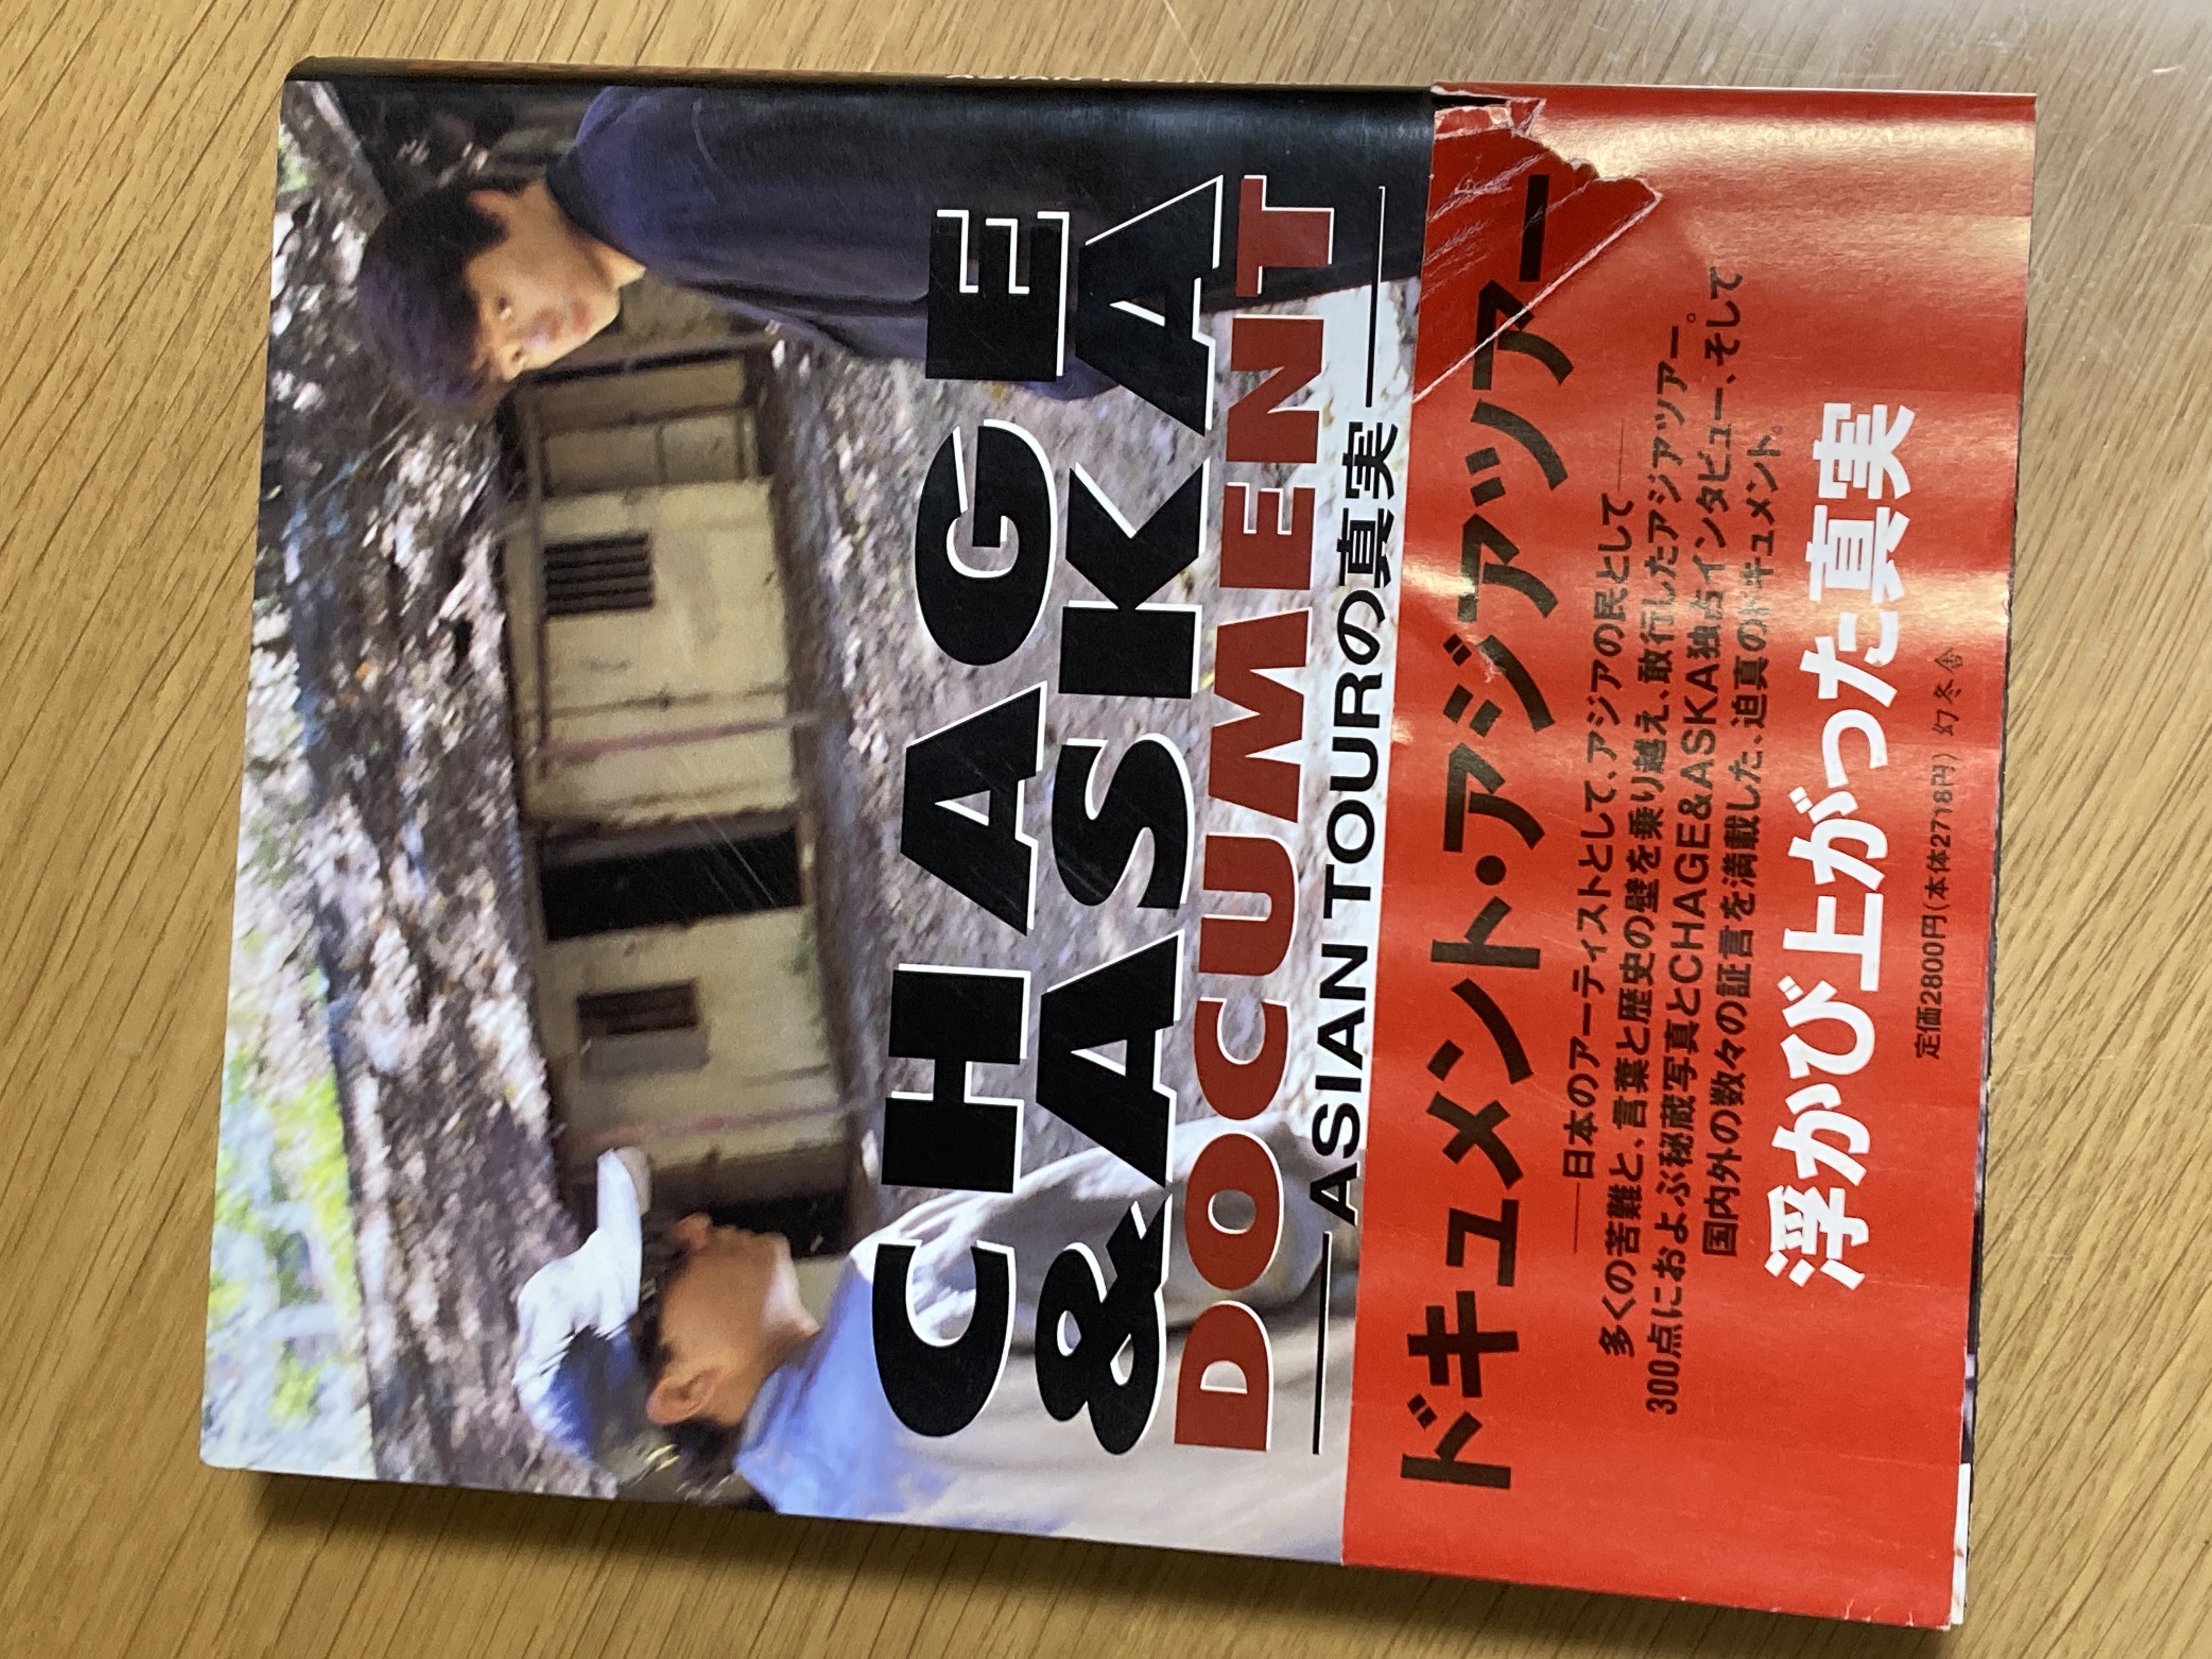 CHAGE
&ASKA
DOCUMENT
ASIAN TOURの真実
ドキュメント・アジアツアー
日本のアーティストとして、アジアの民として
多くの苦難と、言葉と歴史の壁を乗り越え、敢行したアジアツアー。
300点におよぶ秘蔵写真とCHAGE&ASKA独占インタビュー、そして
国内外の数々の証言を満載した、迫真のドキュメント。
浮かび上がった真実
定価2800円(本体2718円) 幻冬舎